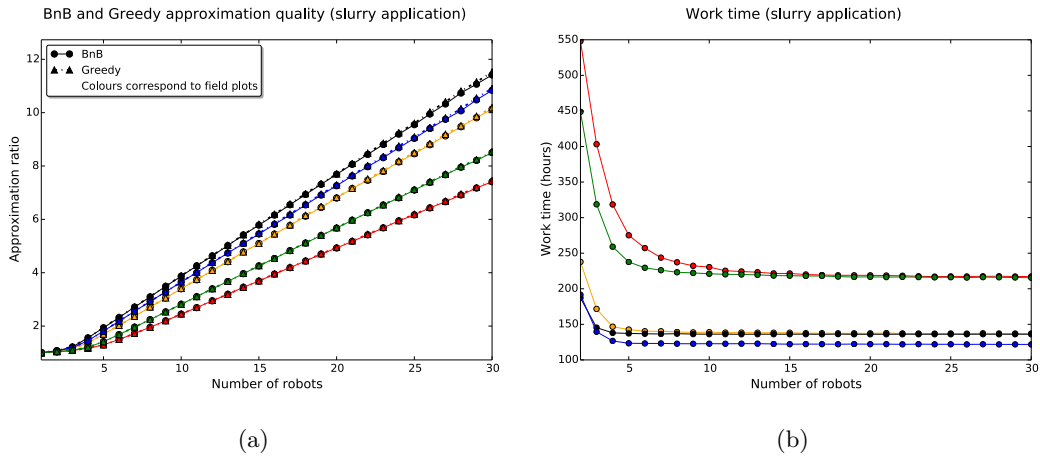 BnB and Greedy approximation quality (slurry application)
12
10
8
6
4
2
Approximation ratio
BnB
Greedy
Colours correspond to field plots
5
10
15
20
25
30
Number of robots
(a)
Work time (slurry application)
550
500
450
400
350
300
250
200
150
100
Work time (hours)
5
10
15
20
25
30
Number of robots
(b)